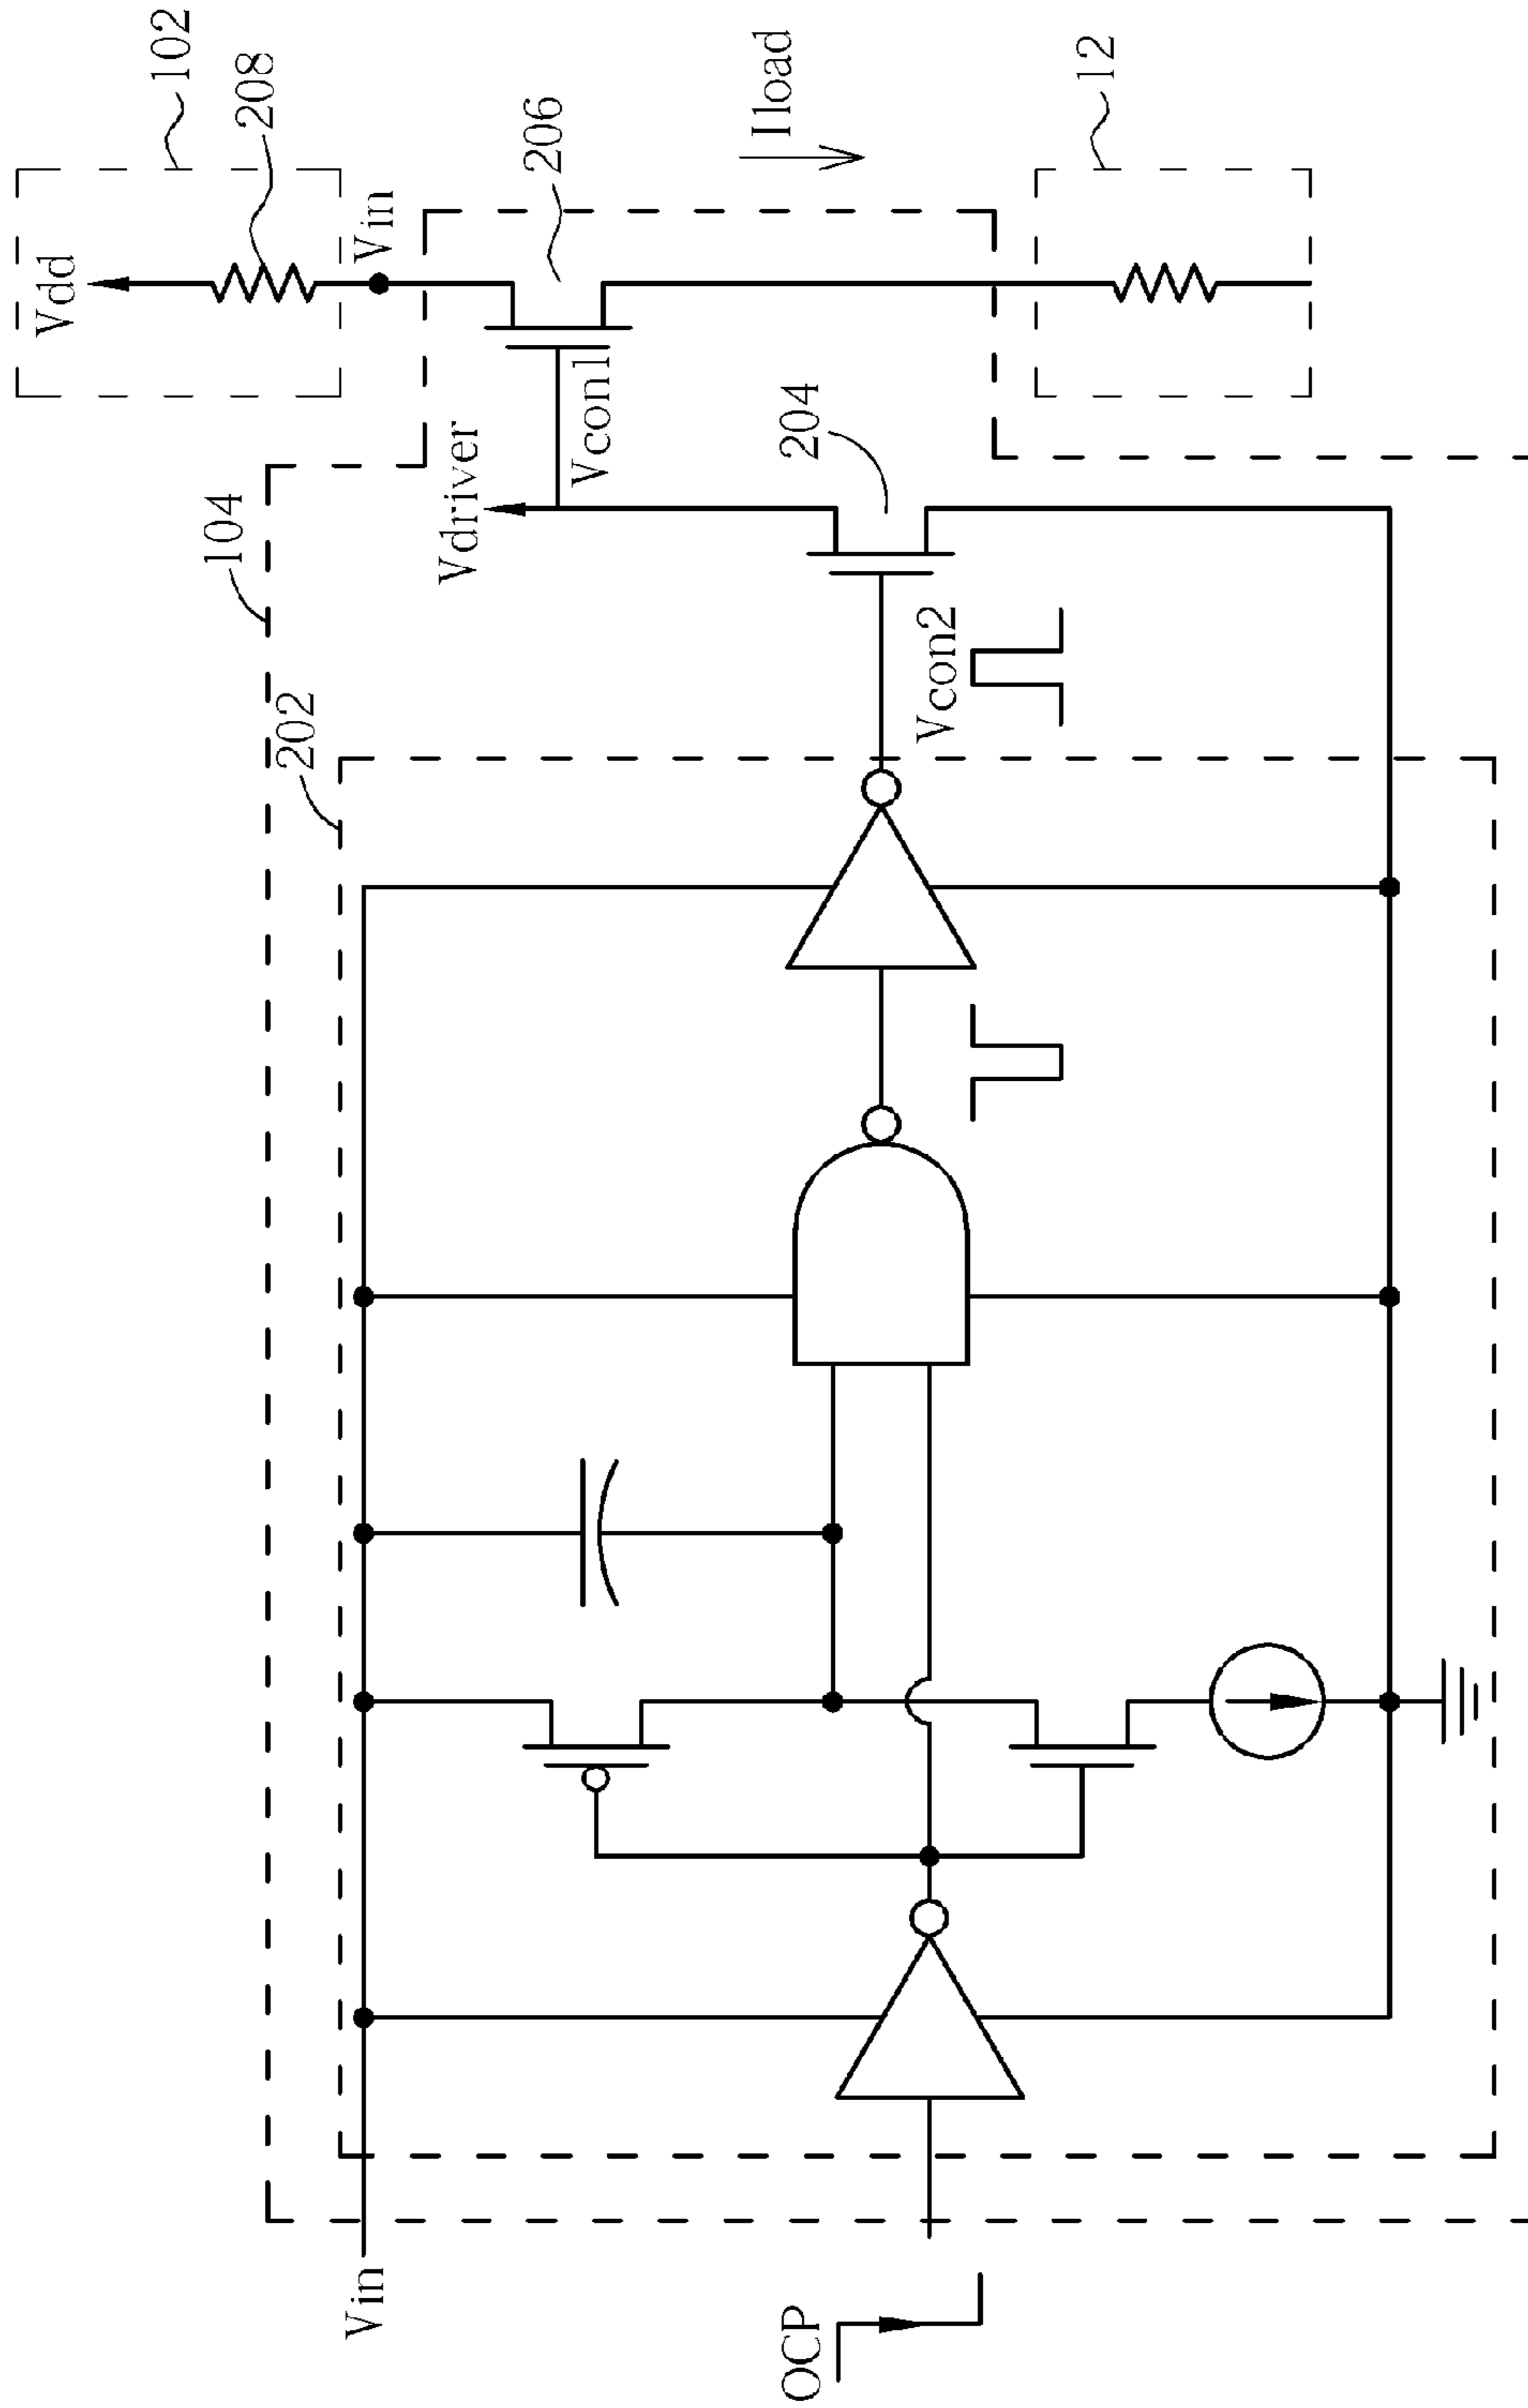 Vdd
102
208
Vin
206
Iload
12
Vcon1
Vdriver
204
104
202
Vcon2
Vin
OCP